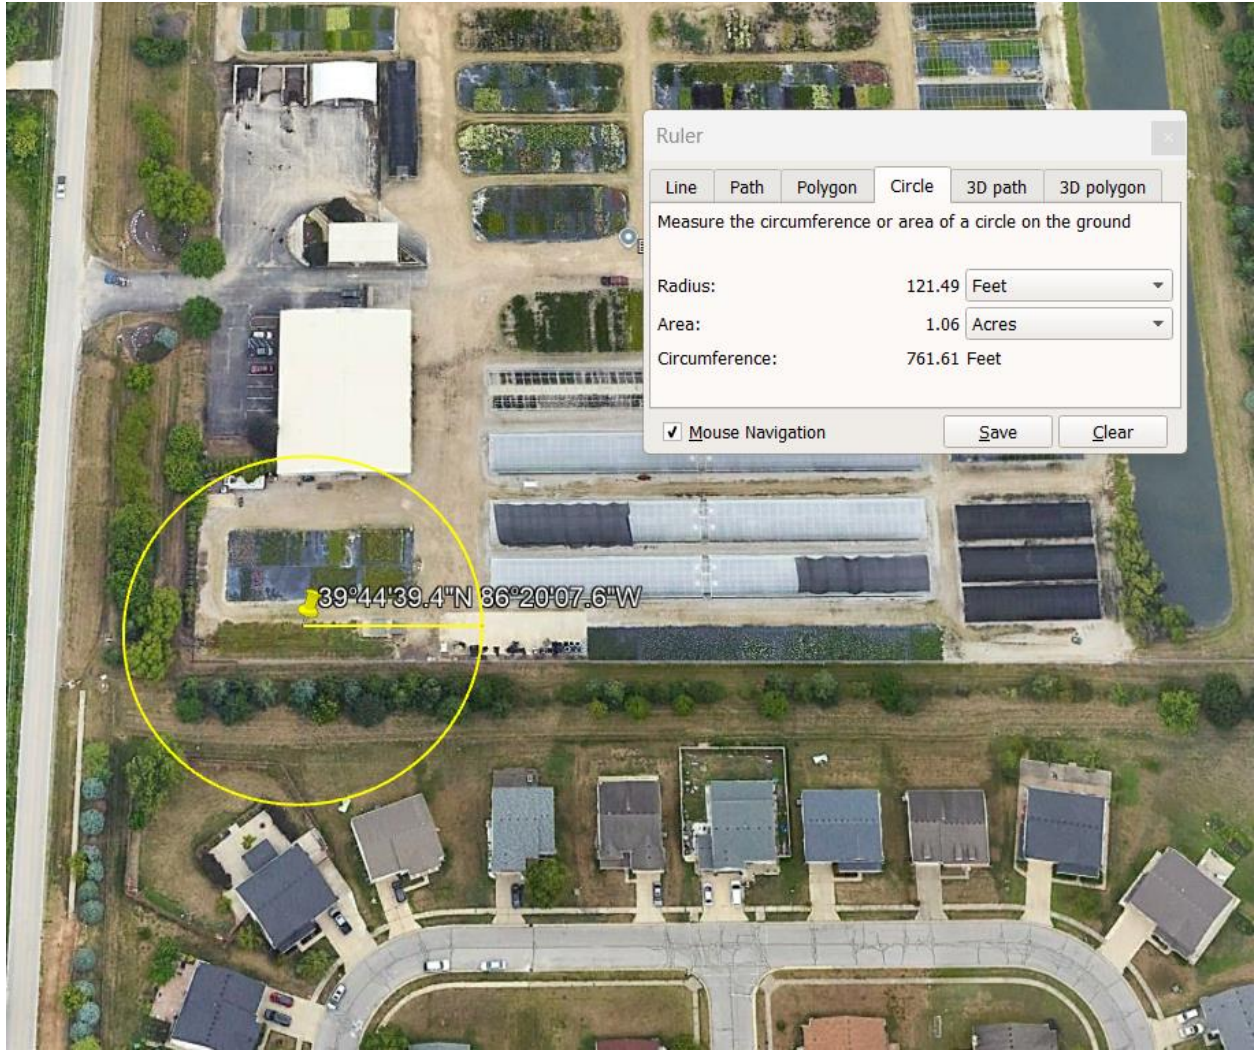 Ruler
Line Path Polygon Circle 3D path 3D polygon
Measure the circumference or area of a circle on the ground
Radius: 121.49 Feet
Area: 1.06 Acres
Circumference: 761.61 Feet
Mouse Navigation Save Clear
39°44'39.4"N 86°20'07.6"W